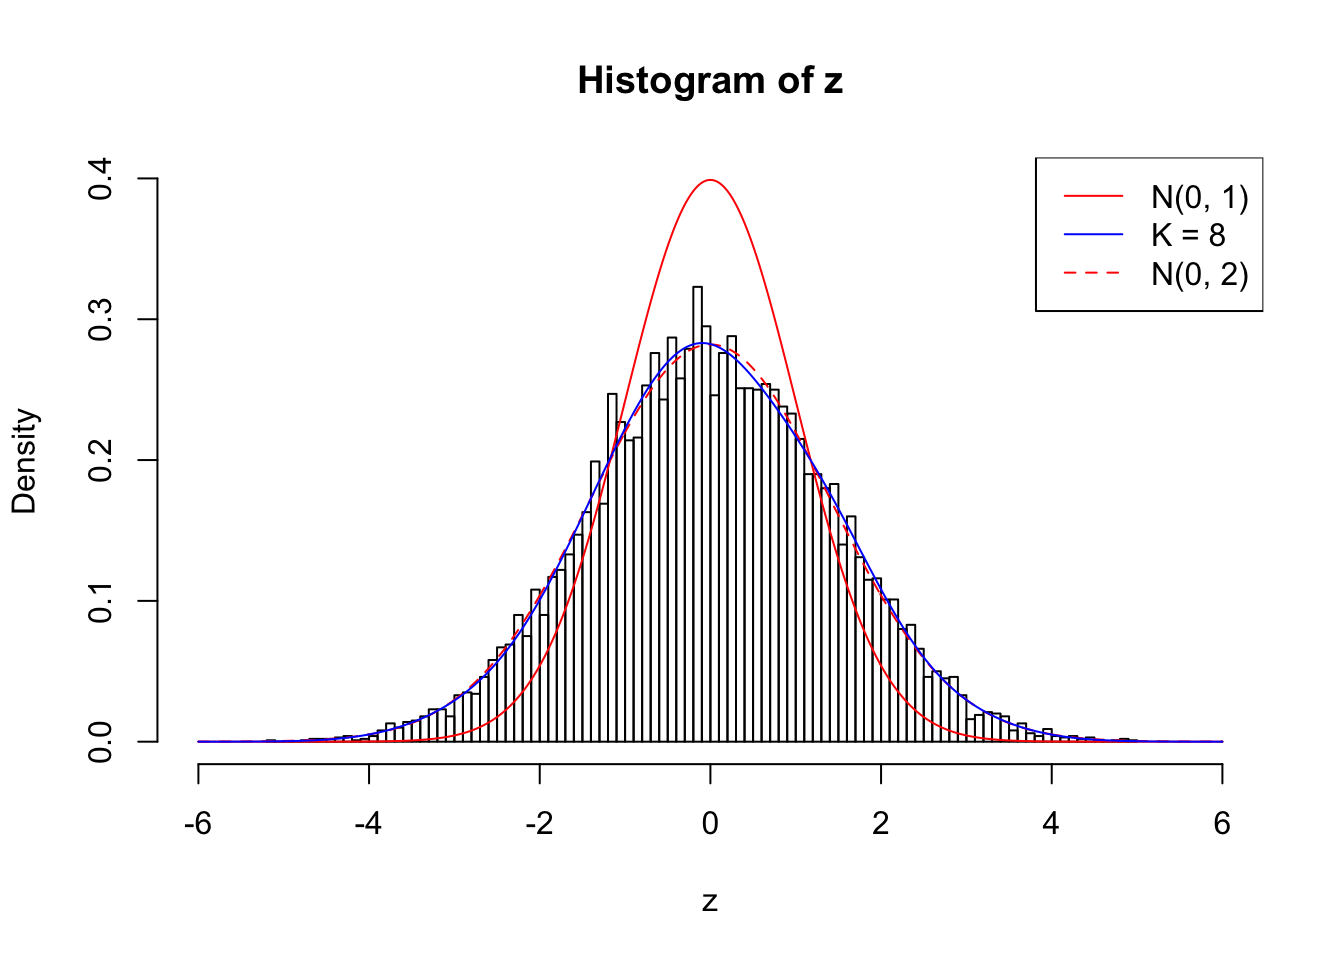 Histogram of z
N(0, 1)
K = 8
N(0, 2)
Density
0.4
0.3
0.2
0.1
0.0
-6 -4 -2 0 2 4 6
z